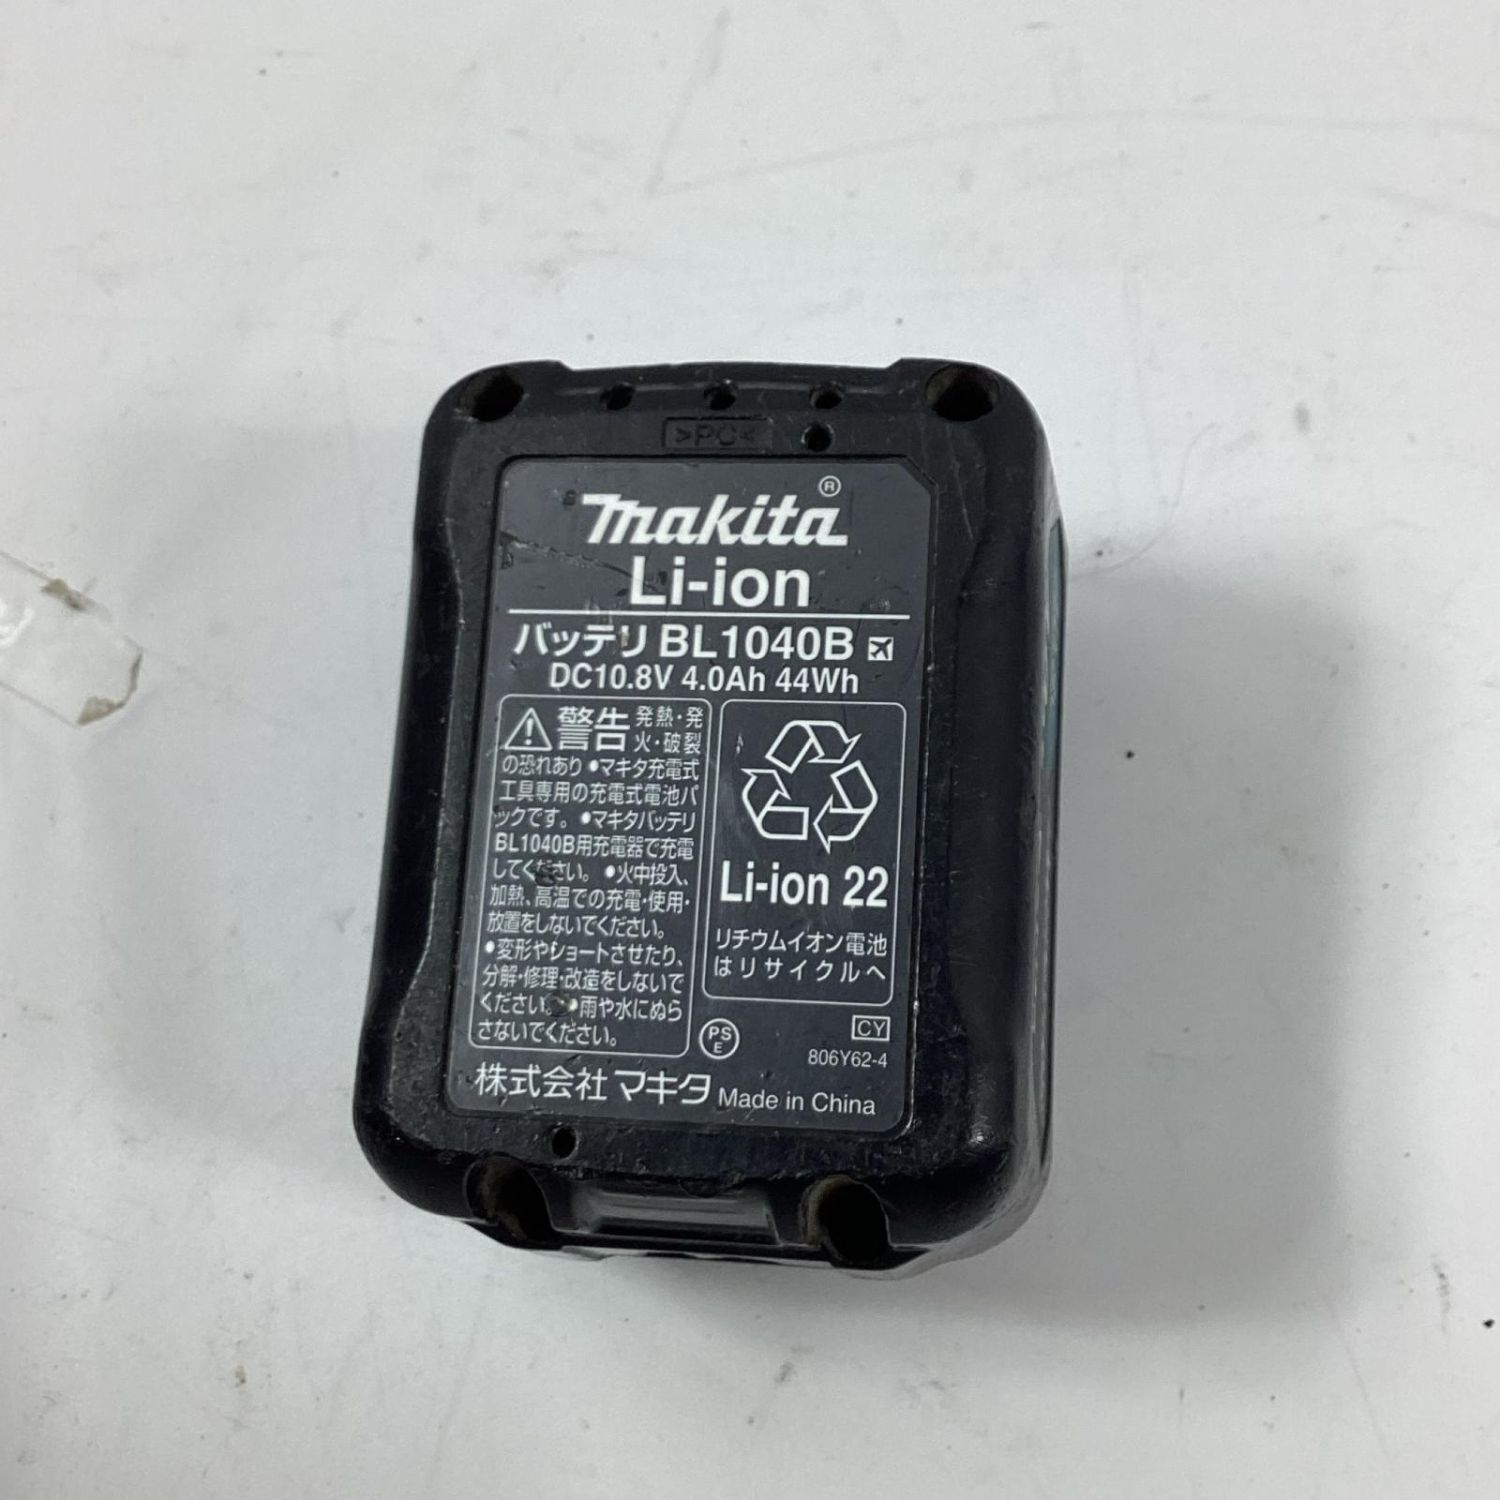 >PC<
makita®
Li-ion
バッテリ BL1040B
DC10.8V 4.0Ah 44Wh
警告 発熱・発
火・破裂
の恐れあり •マキタ充電式
工具専用の充電式電池パ
ックです。 •マキタバッテリ
BL1040B用充電器で充電
してください。 •火中投入、
加熱、高温での充電・使用・
放置をしないでください。
•変形やショートさせたり、
分解・修理・改造をしないで
ください。 •雨や水にぬら
さないでください。
Li-ion 22
リチウムイオン電池
はリサイクルへ
PS
E
CY
806Y62-4
株式会社マキタ Made in China